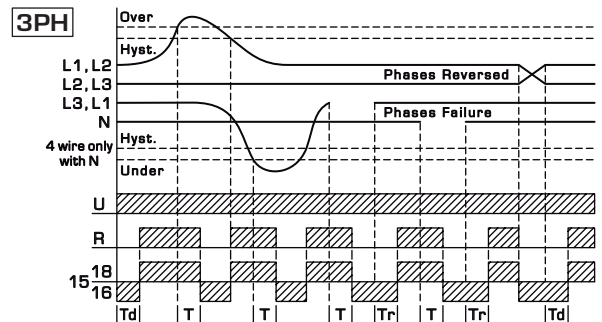 3PH
Over
Hyst.
L1, L2
Phases Reversed
L2, L3
L3, L1
Phases Failure
N
Hyst.
4 wire only
with N
Under
U
R
15 18
16
Td T T T Tr T Tr Td